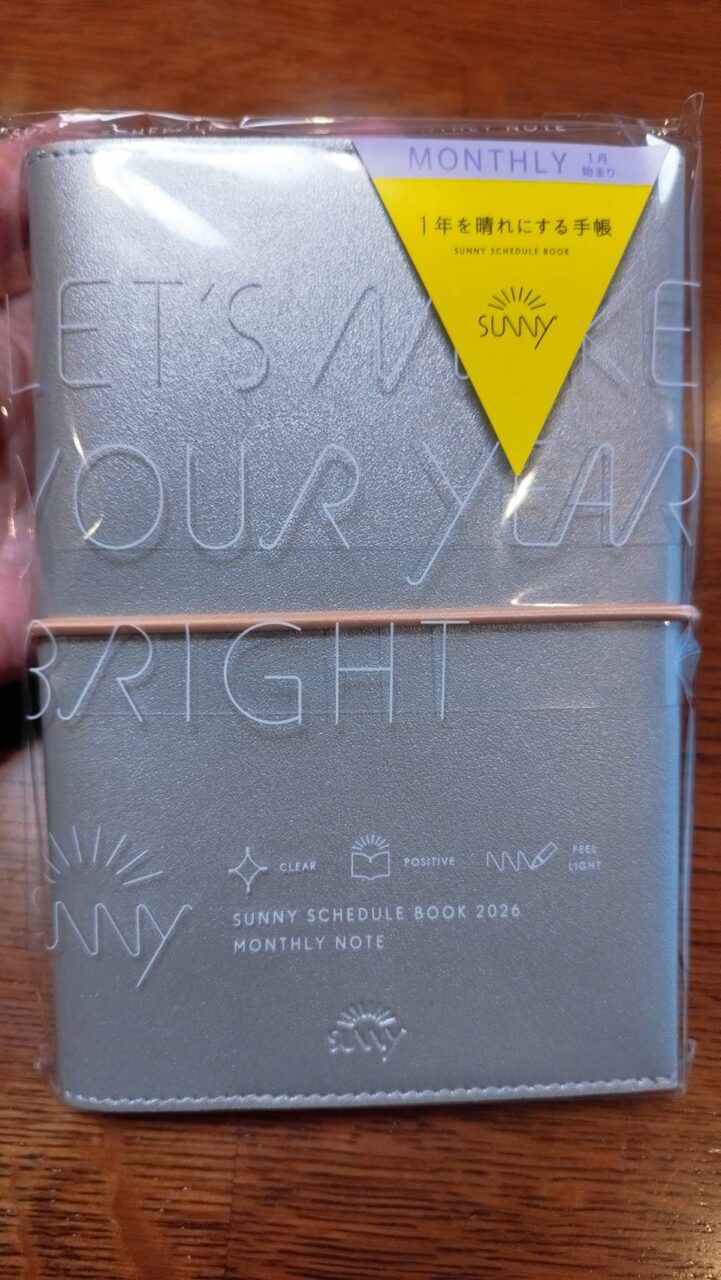 MONTHLY 1月
始まり
1年を晴れにする手帳
SUNNY SCHEDULE BOOK
SUNNY
LET'S MAKE
YOUR YEAR
BRIGHT
CLEAR
POSITIVE
FEEL
LIGHT
SUNNY
SUNNY SCHEDULE BOOK 2026
MONTHLY NOTE
SUNNY